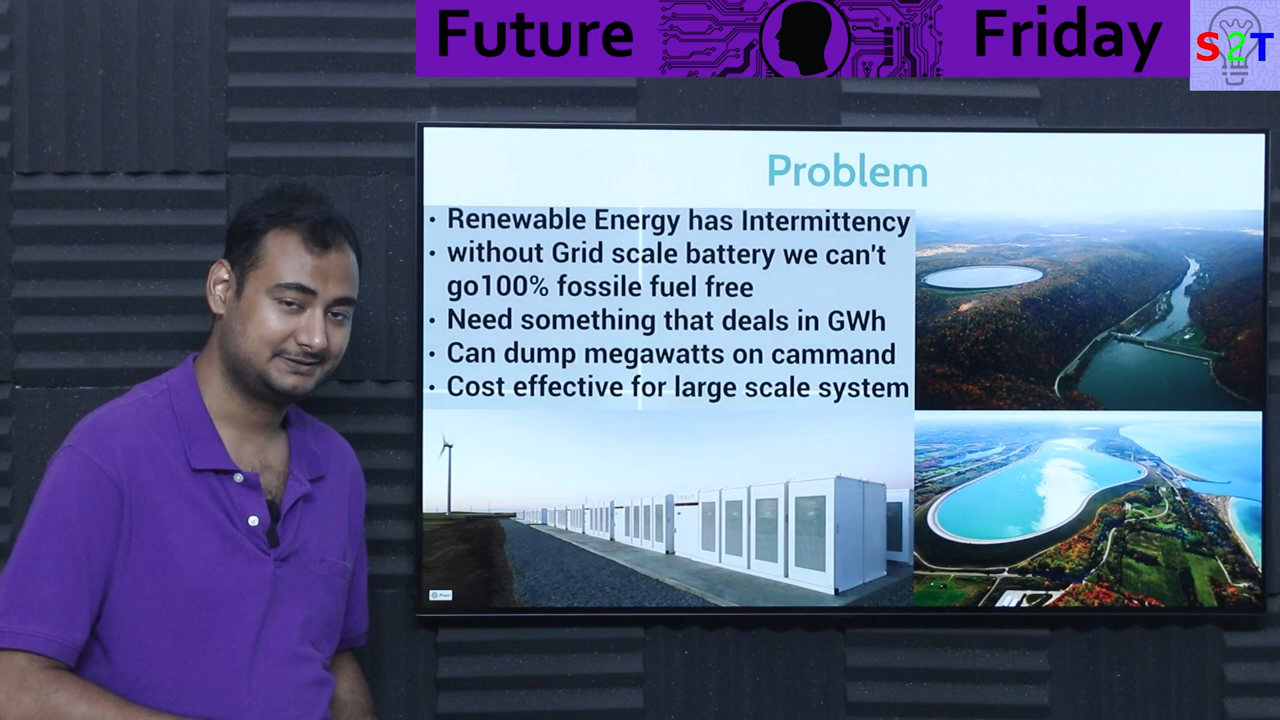 Future Friday
S2T
Problem
• Renewable Energy has Intermittency
• without Grid scale battery we can't
go100% fossile fuel free
• Need something that deals in GWh
• Can dump megawatts on cammand
• Cost effective for large scale system
Prezi